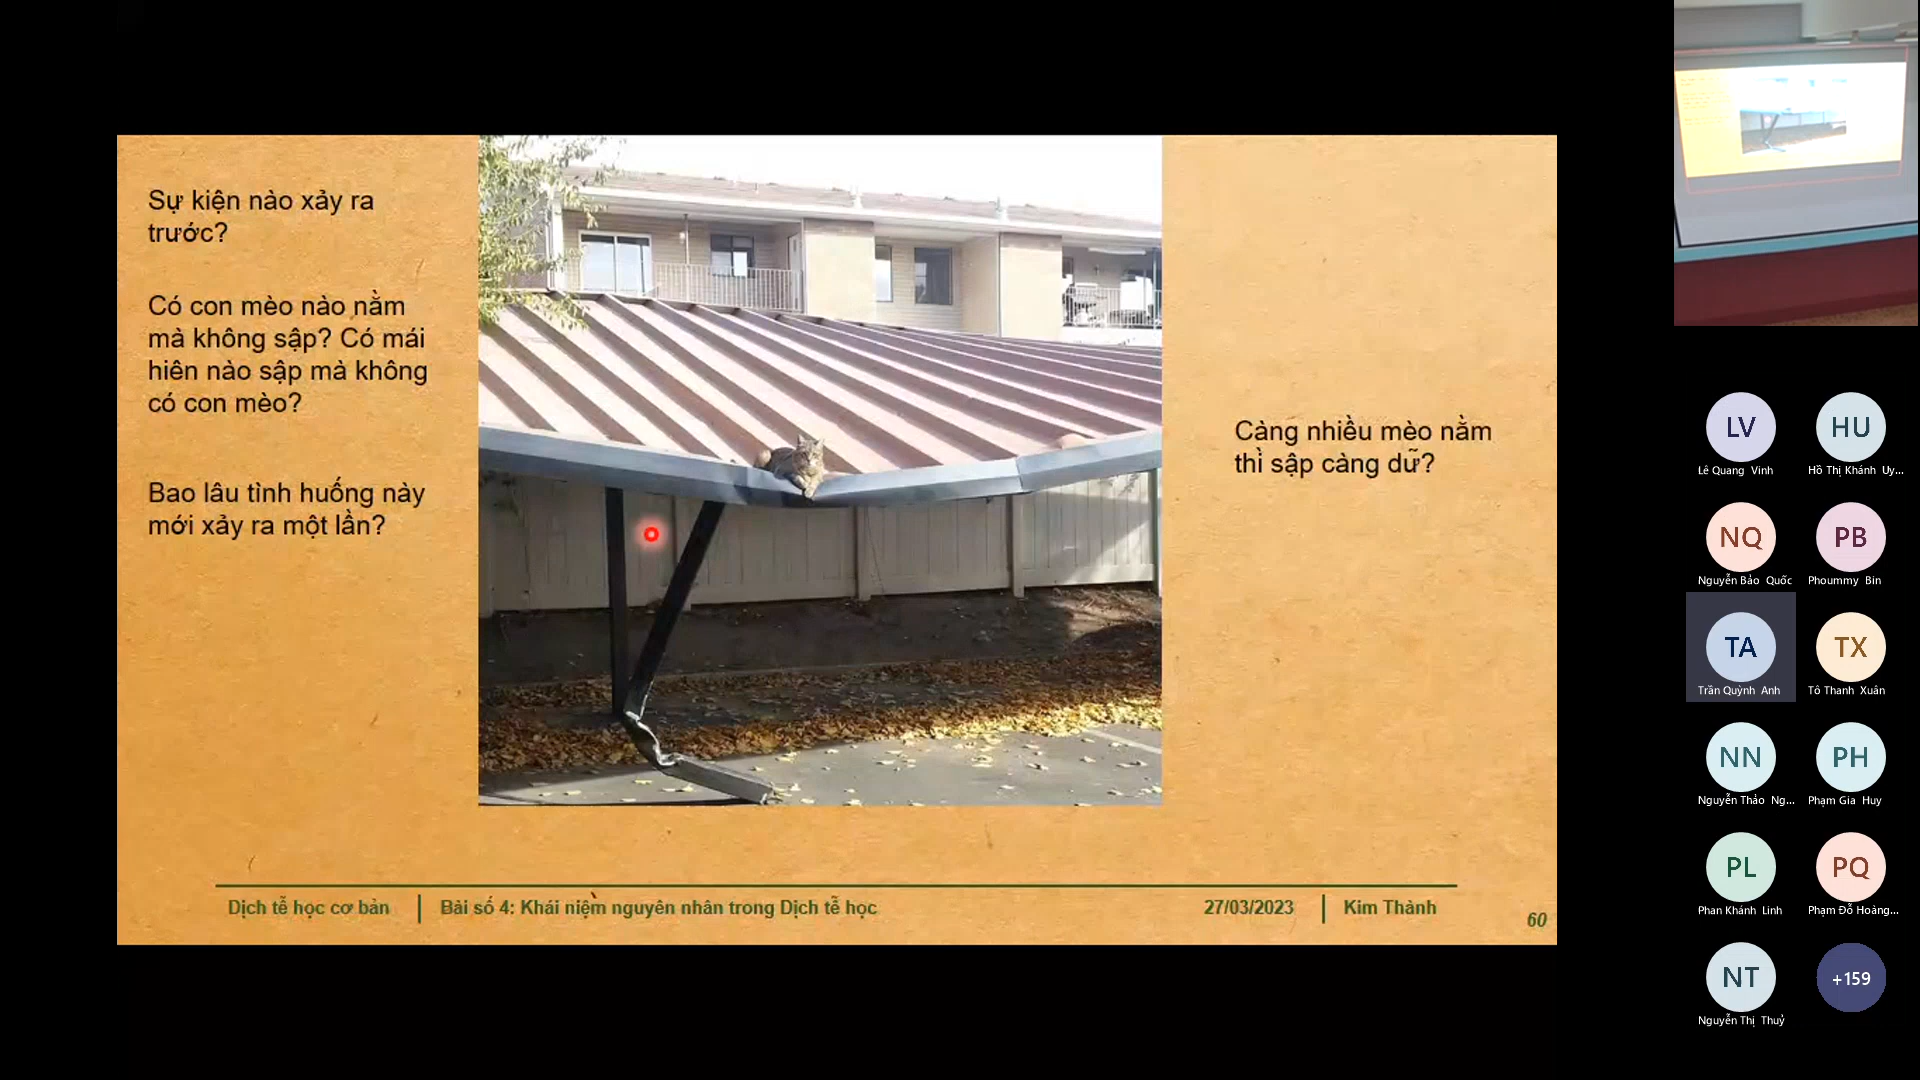 Sự kiện nào xảy ra
trước?
Có con mèo nào nằm
mà không sập? Có mái
hiên nào sập mà không
có con mèo?
Bao lâu tình huống này
mới xảy ra một lần?
Càng nhiều mèo nằm
thì sập càng dữ?
Dịch tễ học cơ bản
Bài số 4: Khái niệm nguyên nhân trong Dịch tễ học
27/03/2023
Kim Thành
60
LV
Lê Quang Vinh
HU
Hồ Thị Khánh Uy...
NQ
Nguyễn Bảo Quốc
PB
Phoummy Bin
TA
Trần Quỳnh Anh
TX
Tô Thanh Xuân
NN
Nguyễn Thảo Ng...
PH
Phạm Gia Huy
PL
Phan Khánh Linh
PQ
Phạm Đỗ Hoàng...
NT
Nguyễn Thị Thuỷ
+159